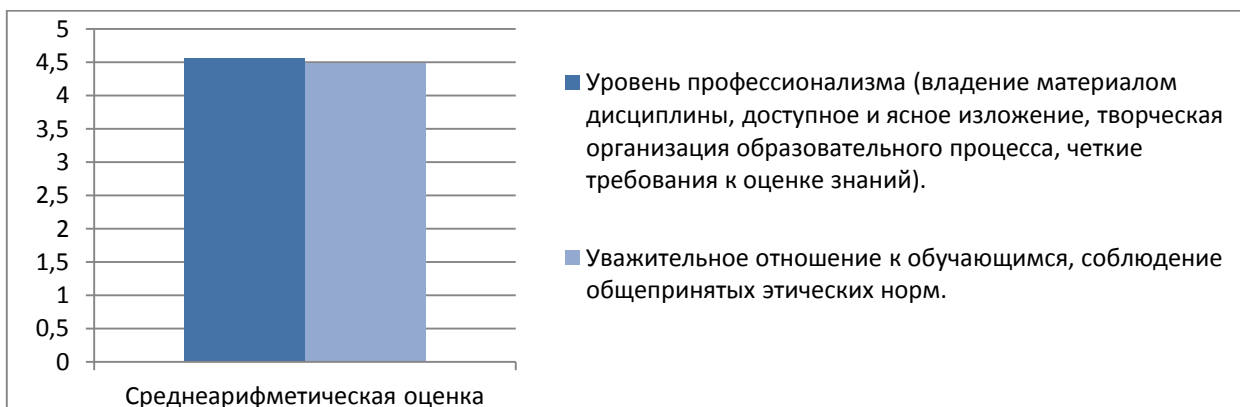 5
4,5
4
3,5
3
2,5
2
1,5
1
0,5
0
Среднеарифметическая оценка
Уровень профессионализма (владение материалом
дисциплины, доступное и ясное изложение, творческая
организация образовательного процесса, четкие
требования к оценке знаний).
Уважительное отношение к обучающимся, соблюдение
общепринятых этических норм.